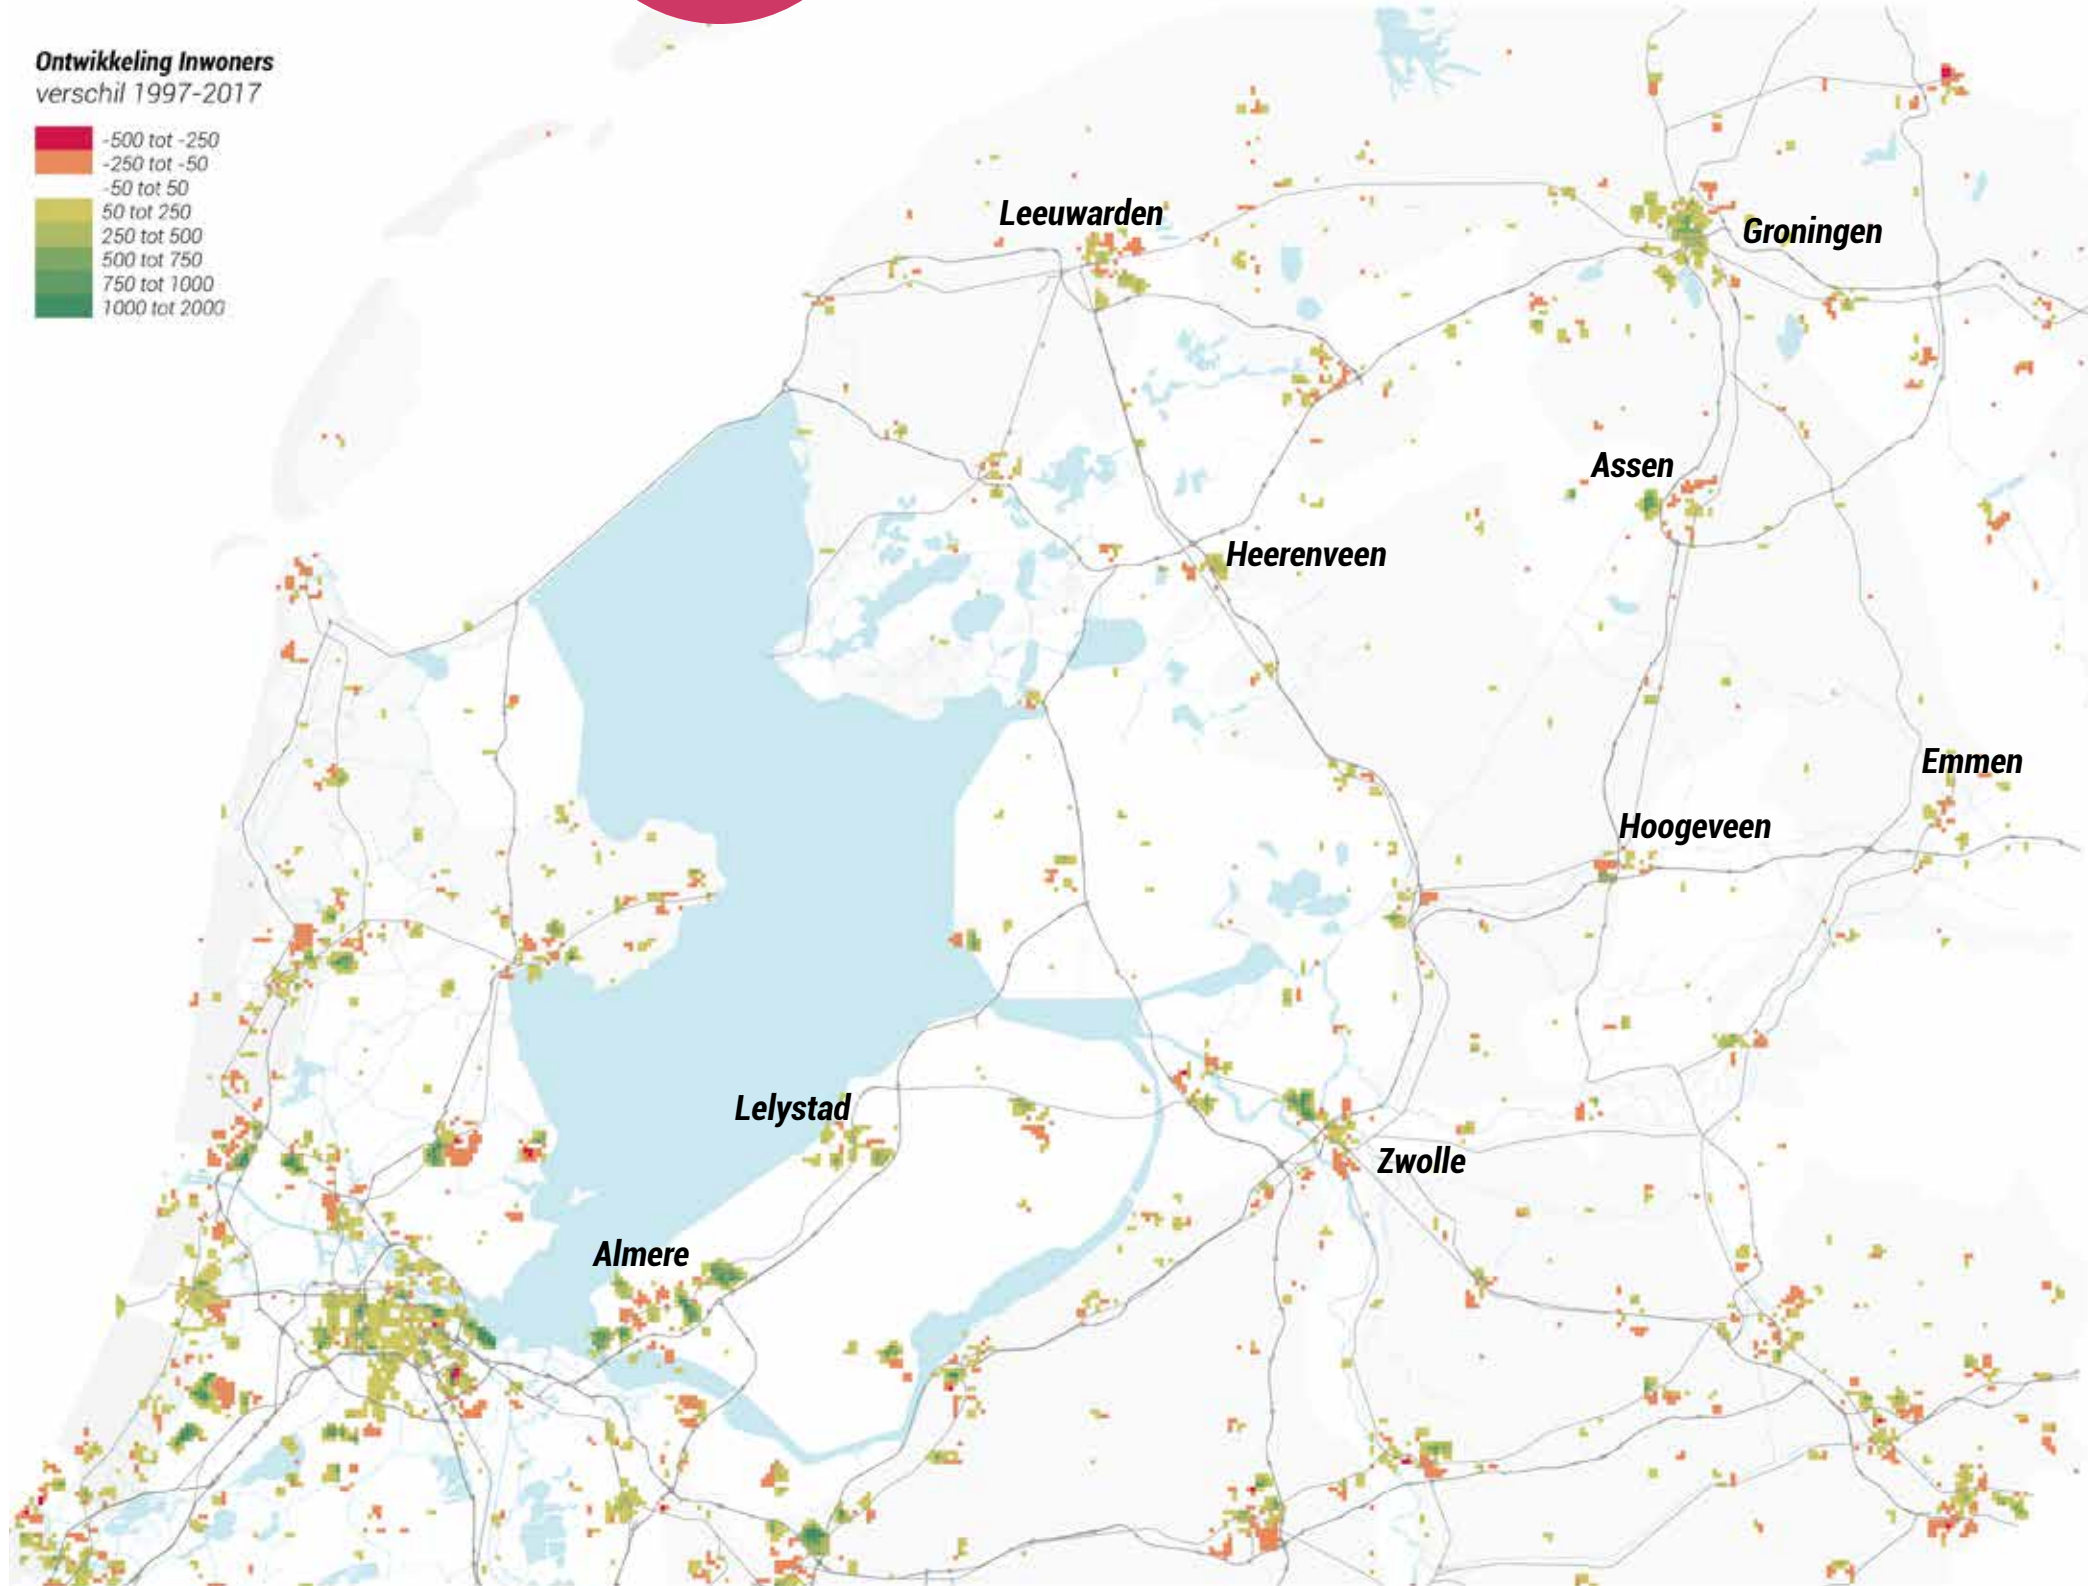 Ontwikkeling Inwoners
verschil 1997-2017
-500 tot -250
-250 tot -50
-50 tot 50
50 tot 250
250 tot 500
500 tot 750
750 tot 1000
1000 tot 2000
Leeuwarden
Groningen
Assen
Heerenveen
Emmen
Hoogeveen
Lelystad
Zwolle
Almere